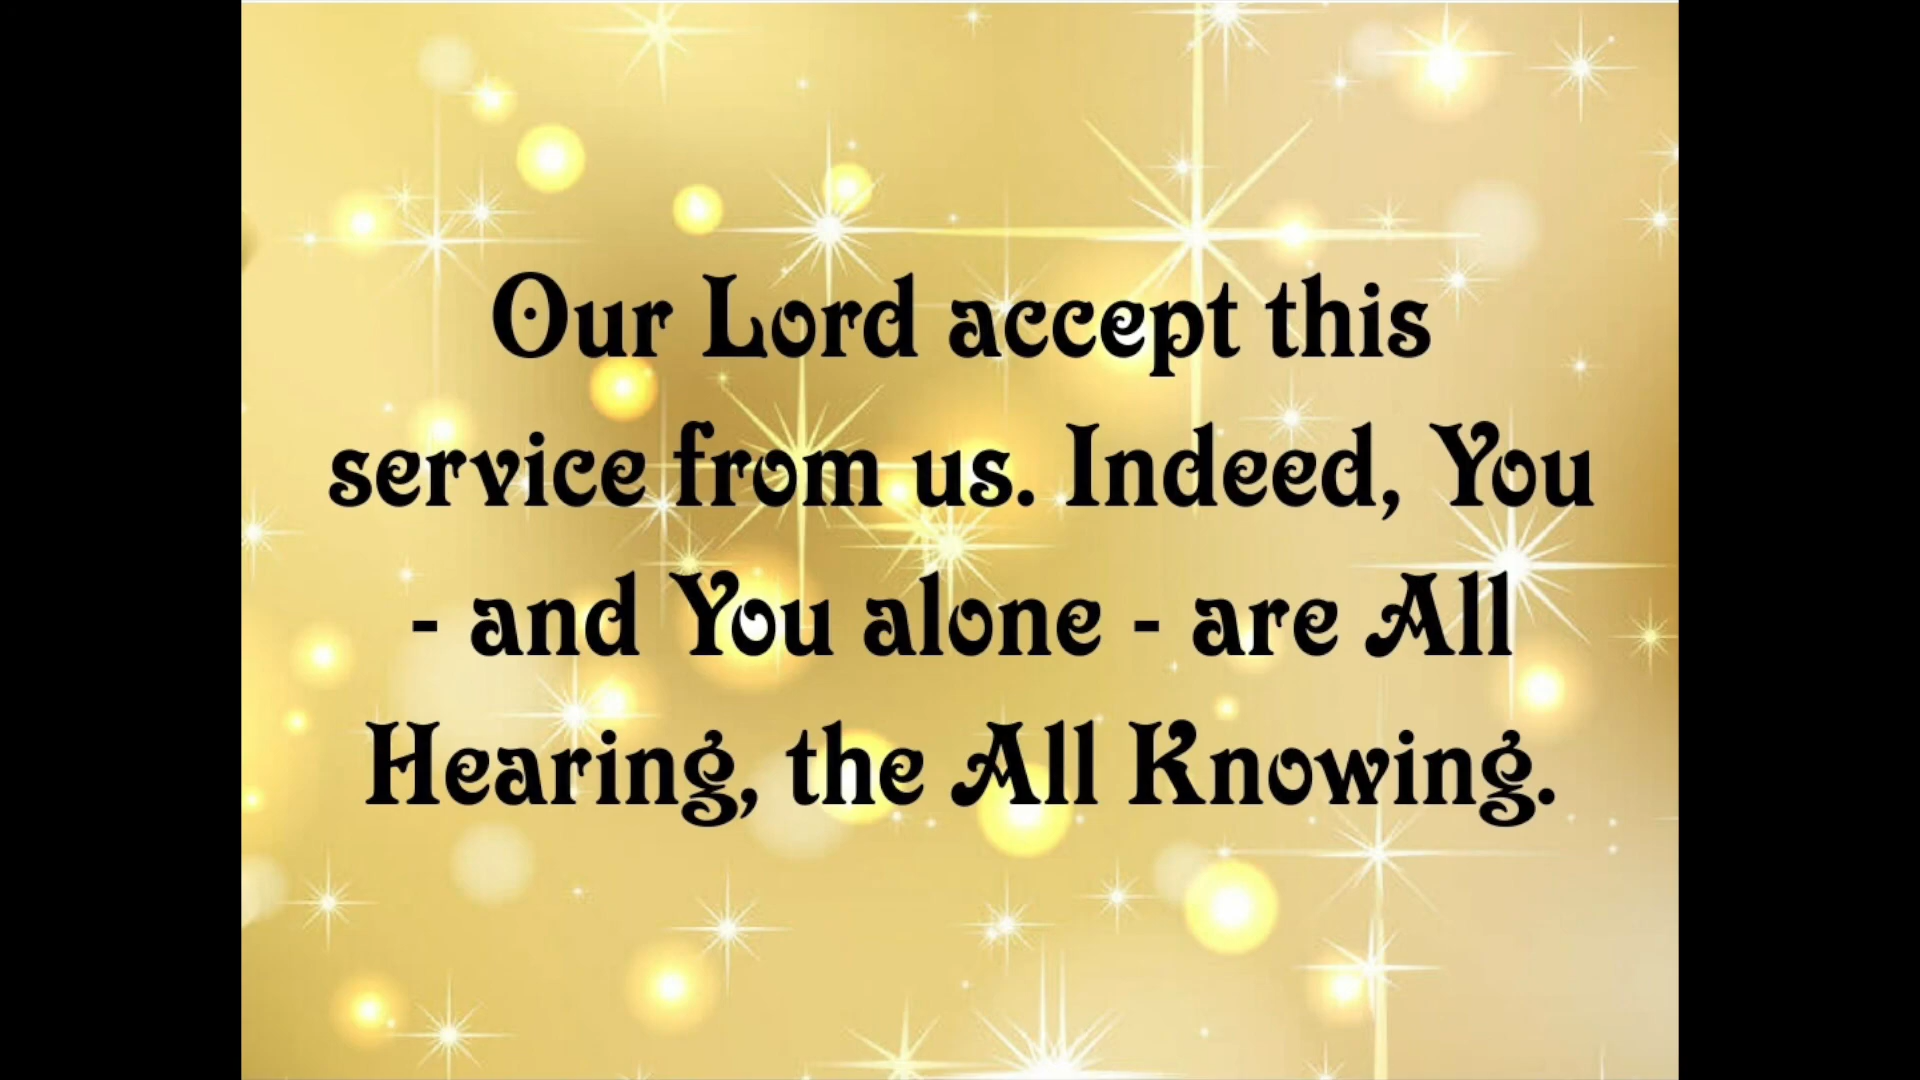 Our Lord accept this
service from us. Indeed, You
- and You alone - are All
Hearing, the All Knowing.